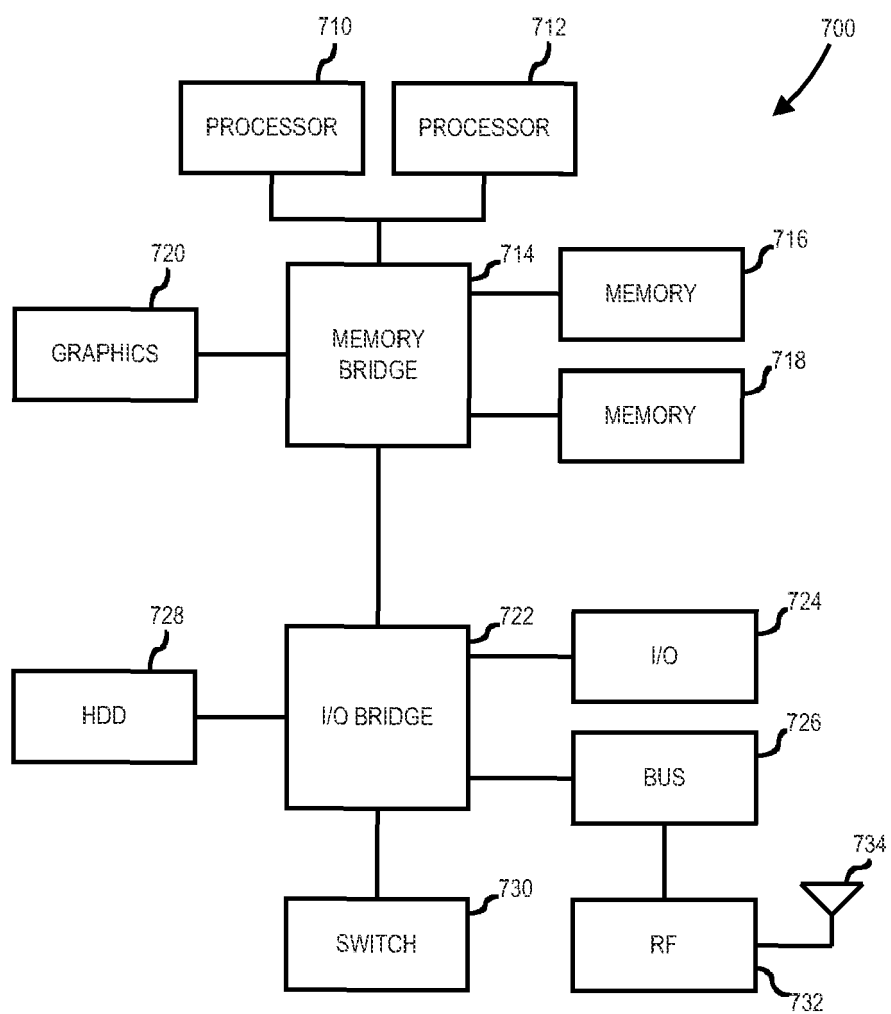 710
712
700
PROCESSOR
PROCESSOR
720
714
716
GRAPHICS
MEMORY
BRIDGE
MEMORY
718
MEMORY
728
722
724
HDD
I/O BRIDGE
I/O
726
BUS
730
734
SWITCH
RF
732